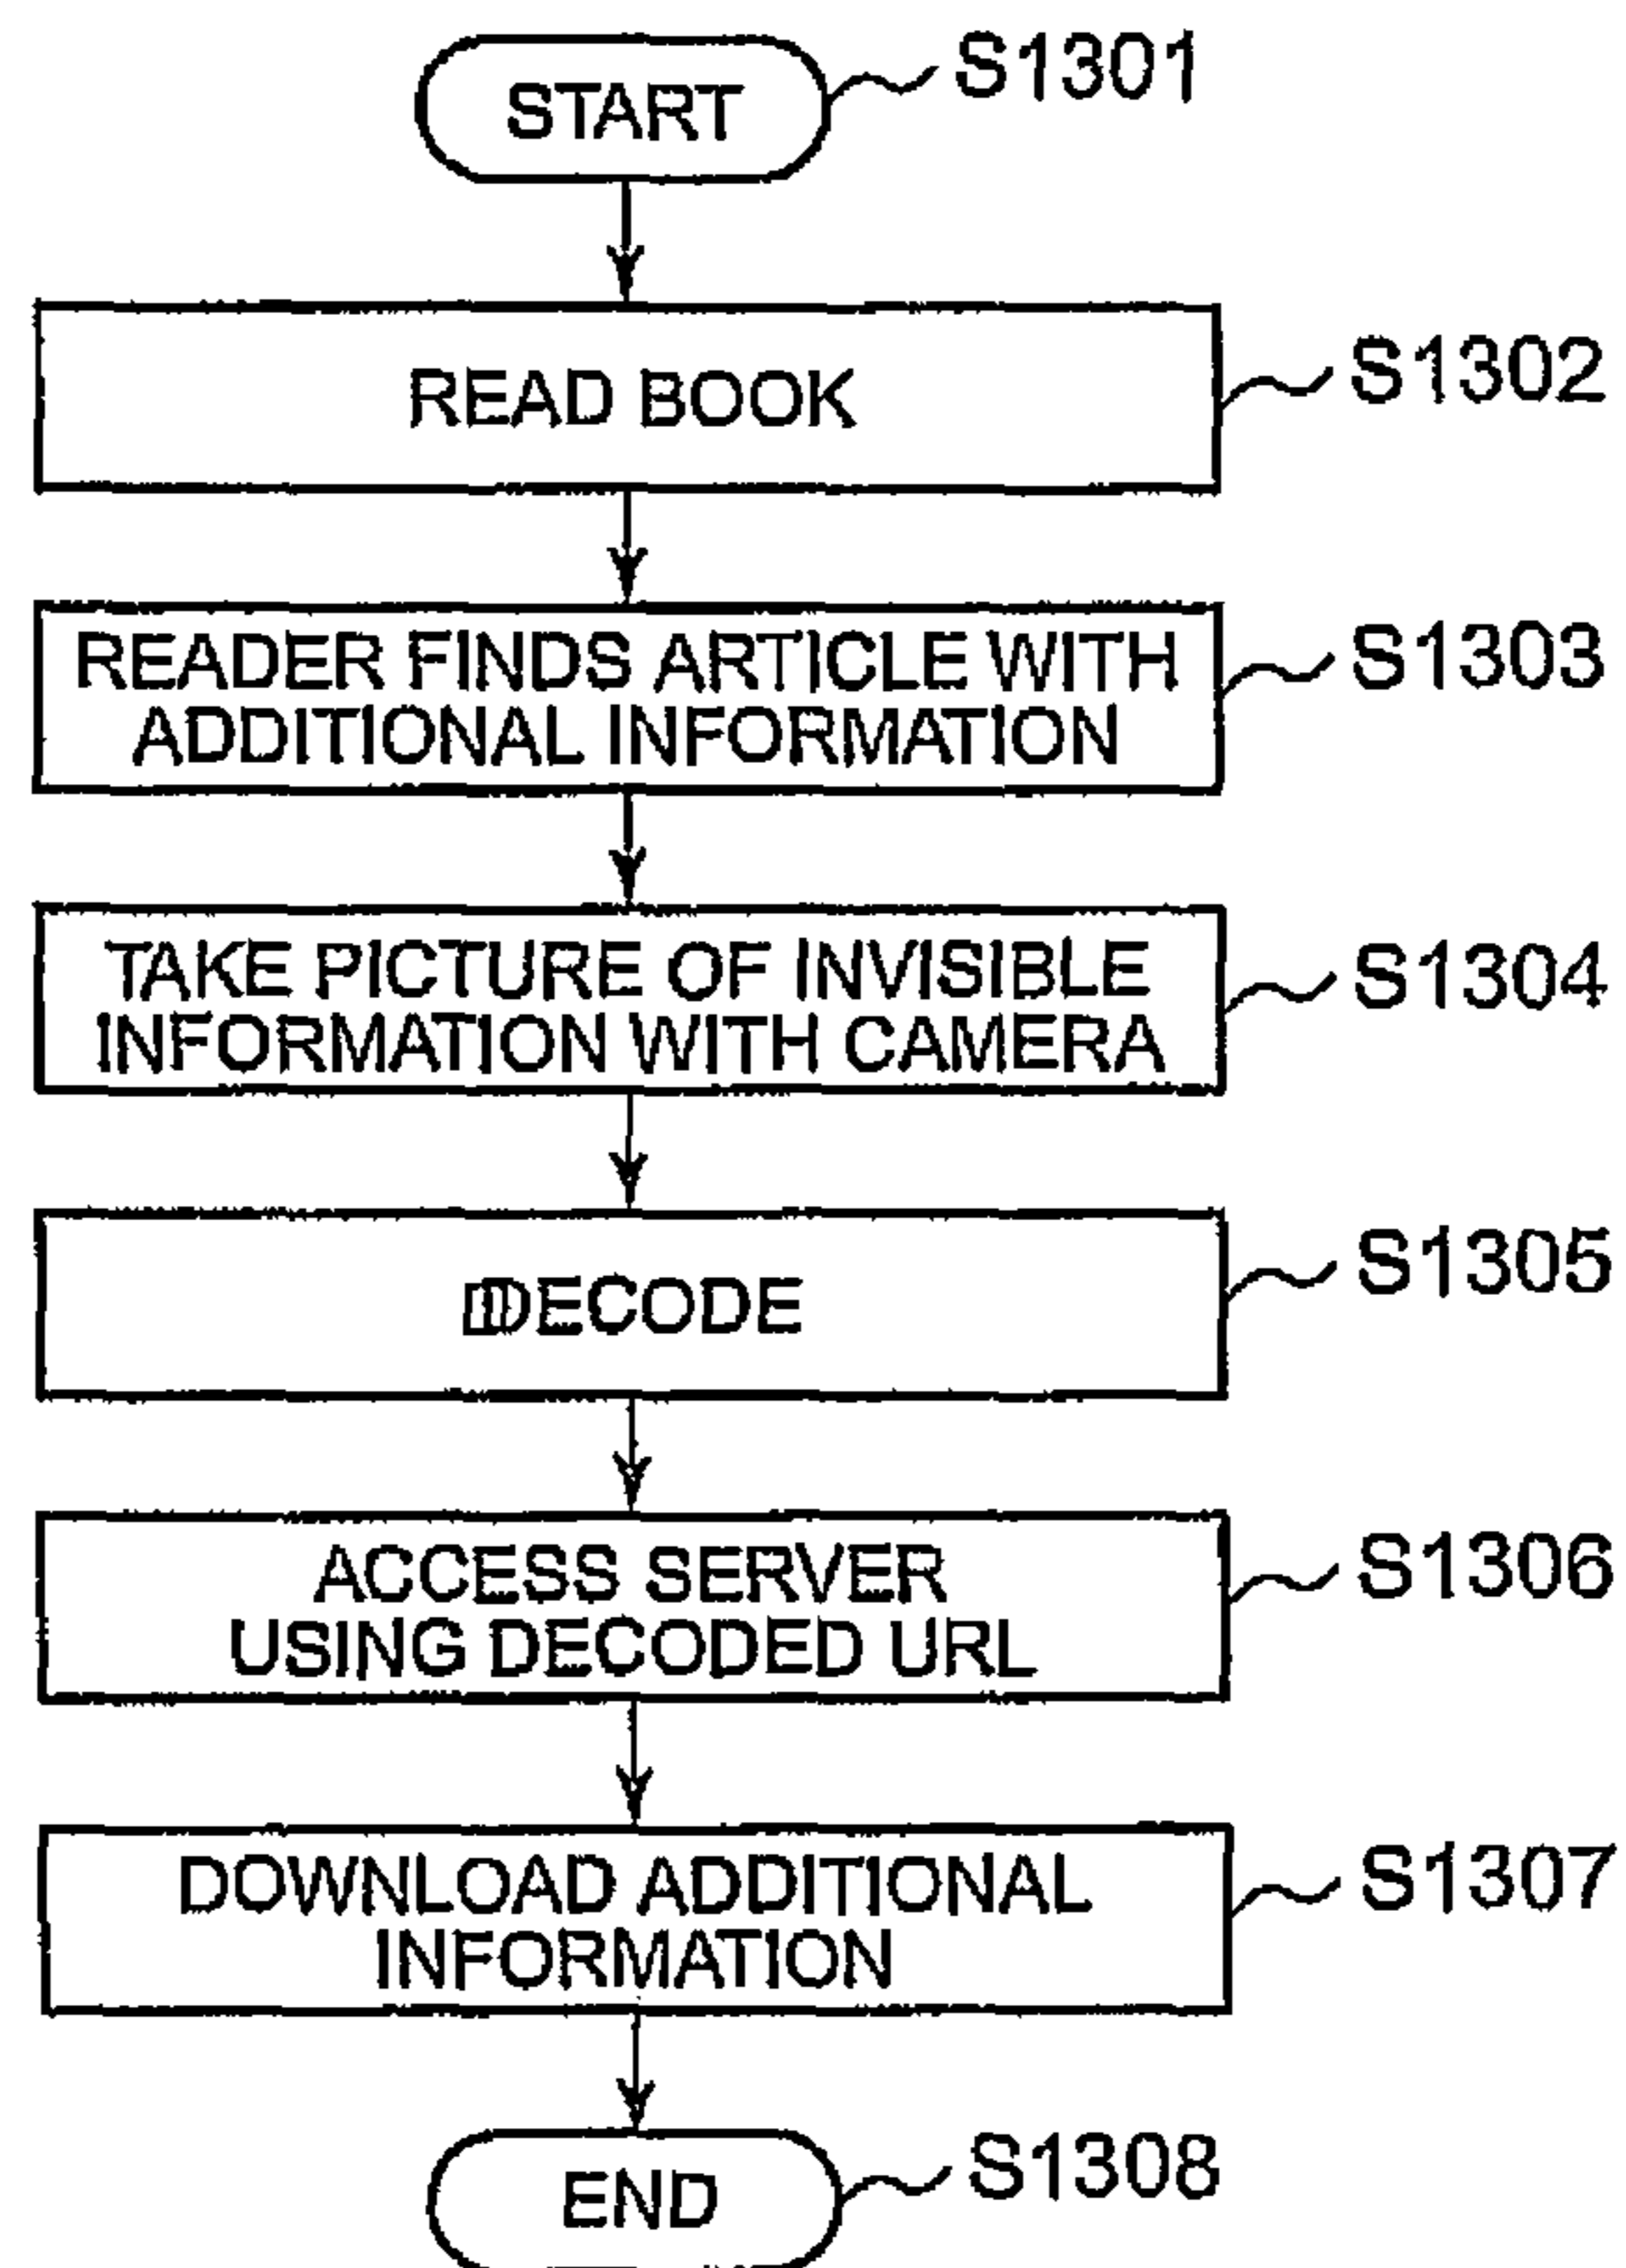 START
S1301
READ BOOK
S1302
READER FINDS ARTICLE WITH
ADDITIONAL INFORMATION
S1303
TAKE PICTURE OF INVISIBLE
INFORMATION WITH CAMERA
S1304
DDECODE
S1305
ACCESS SERVER
USING DECODED URL
S1306
DOWNLOAD ADDITIONAL
INFORMATION
S1307
END
S1308